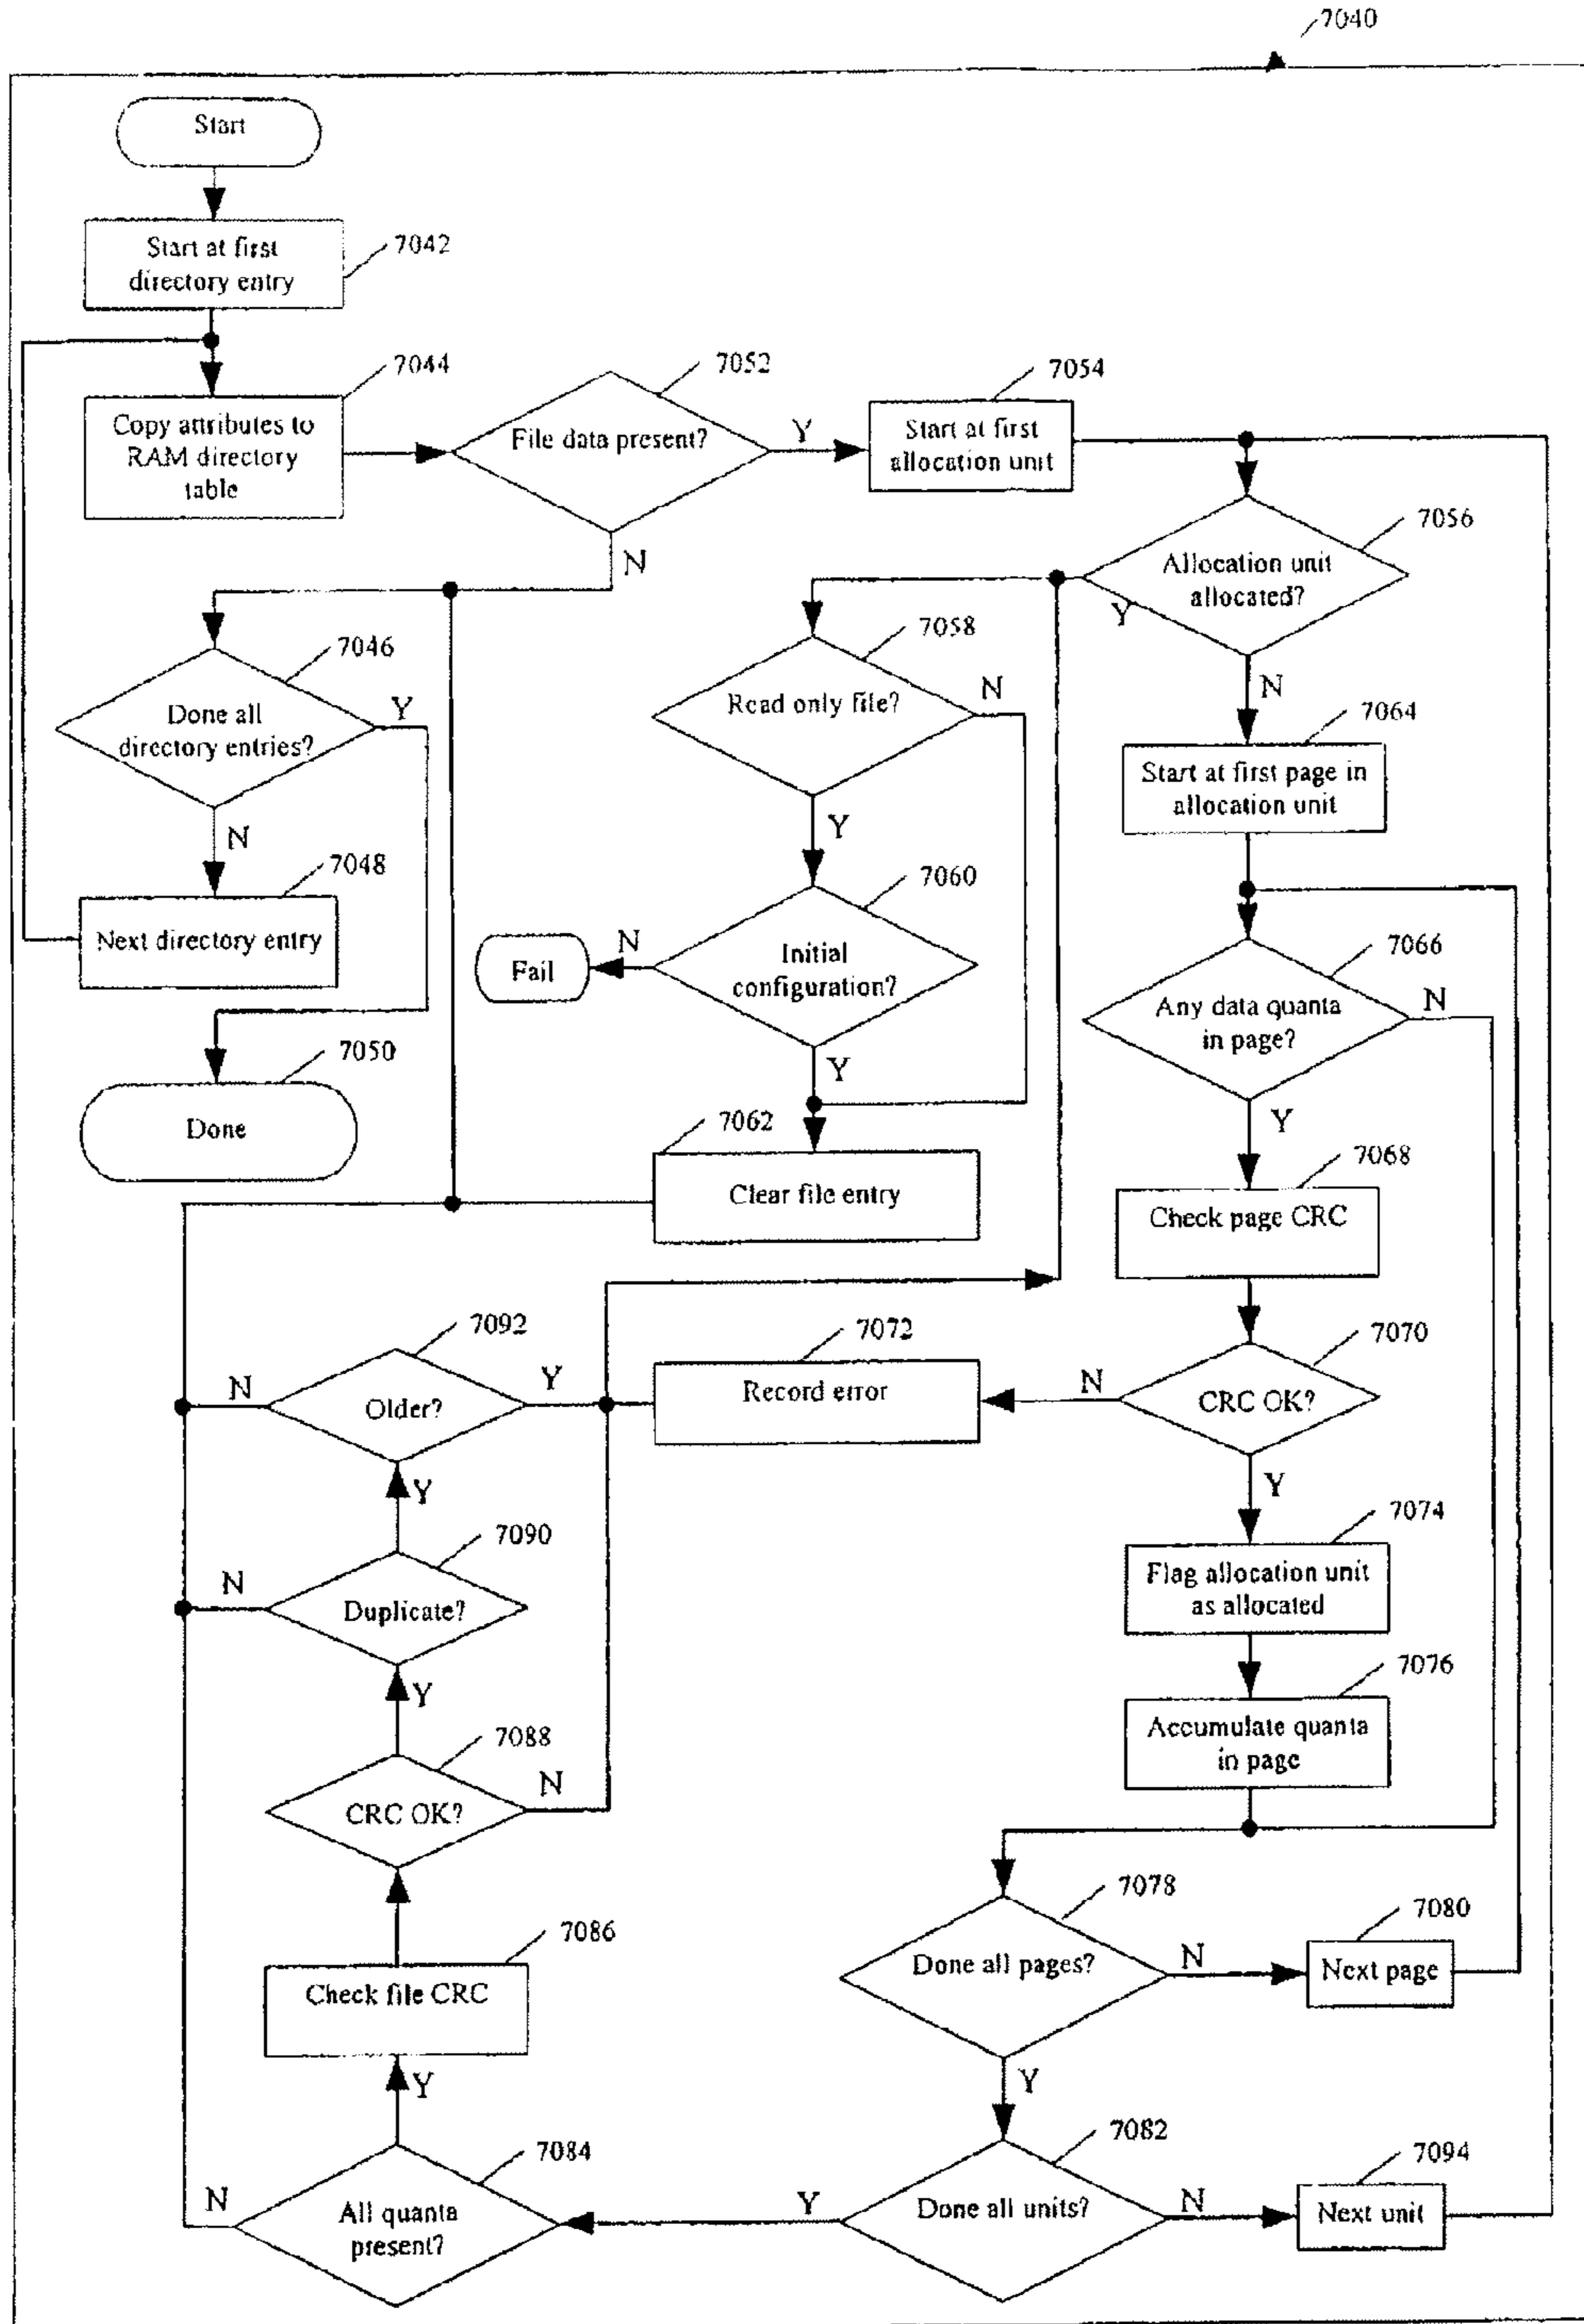 7040
Start
Start at first
directory entry
7042
Copy attributes to
RAM directory
table
7044
File data present?
7052
Y
N
Start at first
allocation unit
7054
Allocation unit
allocated?
7056
Y
N
Done all
directory entries?
7046
Y
N
Next directory entry
7048
Done
7050
Read only file?
7058
N
Y
Initial
configuration?
7060
N
Fail
Y
Clear file entry
7062
Start at first page in
allocation unit
7064
Any data quanta
in page?
7066
N
Y
Check page CRC
7068
CRC OK?
7070
N
Y
Record error
7072
Flag allocation unit
as allocated
7074
Accumulate quanta
in page
7076
Done all pages?
7078
N
Next page
7080
Y
Done all units?
7082
N
Next unit
7094
Y
All quanta
present?
7084
N
Y
Check file CRC
7086
CRC OK?
7088
N
Y
Duplicate?
7090
N
Y
Older?
7092
N
Y